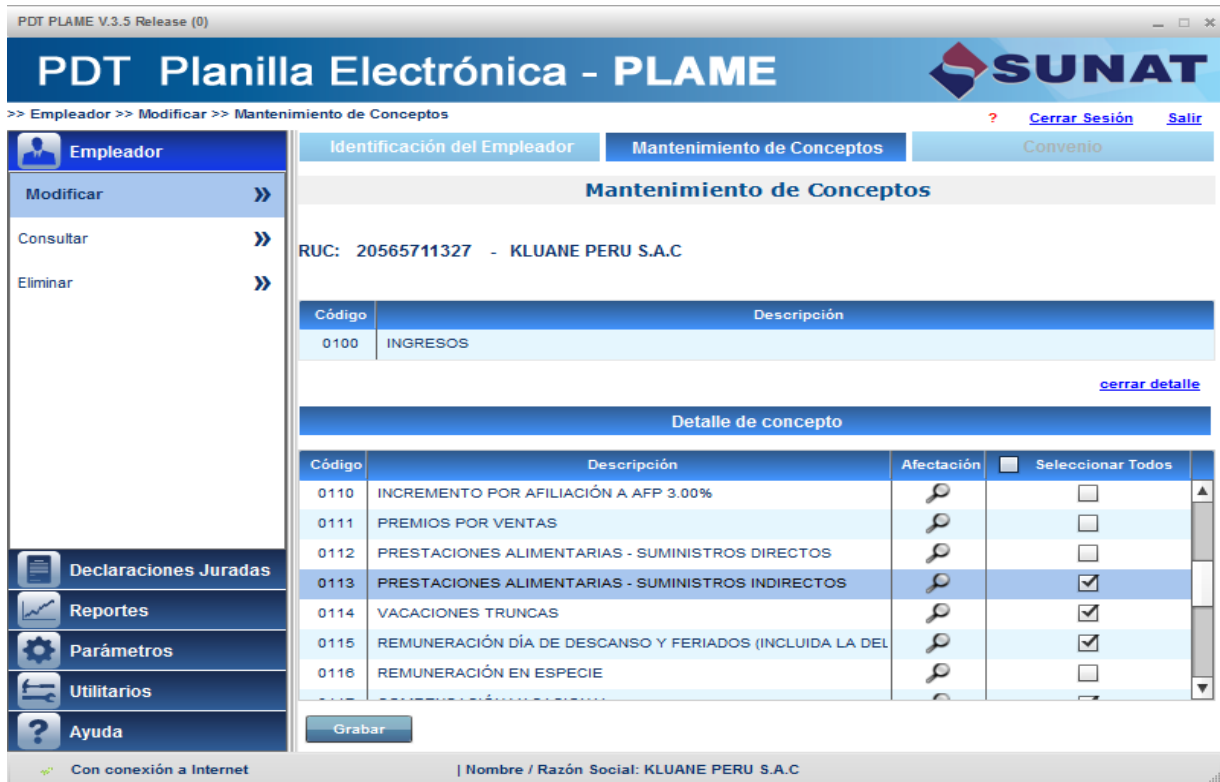 PDT PLAME V.3.5 Release (0)
PDT Planilla Electrónica - PLAME
SUNAT
>> Empleador >> Modificar >> Mantenimiento de Conceptos
? Cerrar Sesión Salir
Empleador
Modificar
Consultar
Eliminar
Declaraciones Juradas
Reportes
Parámetros
Utilitarios
? Ayuda
Identificación del Empleador Mantenimiento de Conceptos Convenio
Mantenimiento de Conceptos
RUC: 20565711327 - KLUANE PERU S.A.C
Código Descripción
0100 INGRESOS
cerrar detalle
Detalle de concepto
Código Descripción Afectación Seleccionar Todos
0110 INCREMENTO POR AFILIACIÓN A AFP 3.00%
0111 PREMIOS POR VENTAS
0112 PRESTACIONES ALIMENTARIAS - SUMINISTROS DIRECTOS
0113 PRESTACIONES ALIMENTARIAS - SUMINISTROS INDIRECTOS
0114 VACACIONES TRUNCAS
0115 REMUNERACIÓN DÍA DE DESCANSO Y FERIADOS (INCLUIDA LA DEL
0116 REMUNERACIÓN EN ESPECIE
Grabar
Con conexión a Internet | Nombre / Razón Social: KLUANE PERU S.A.C